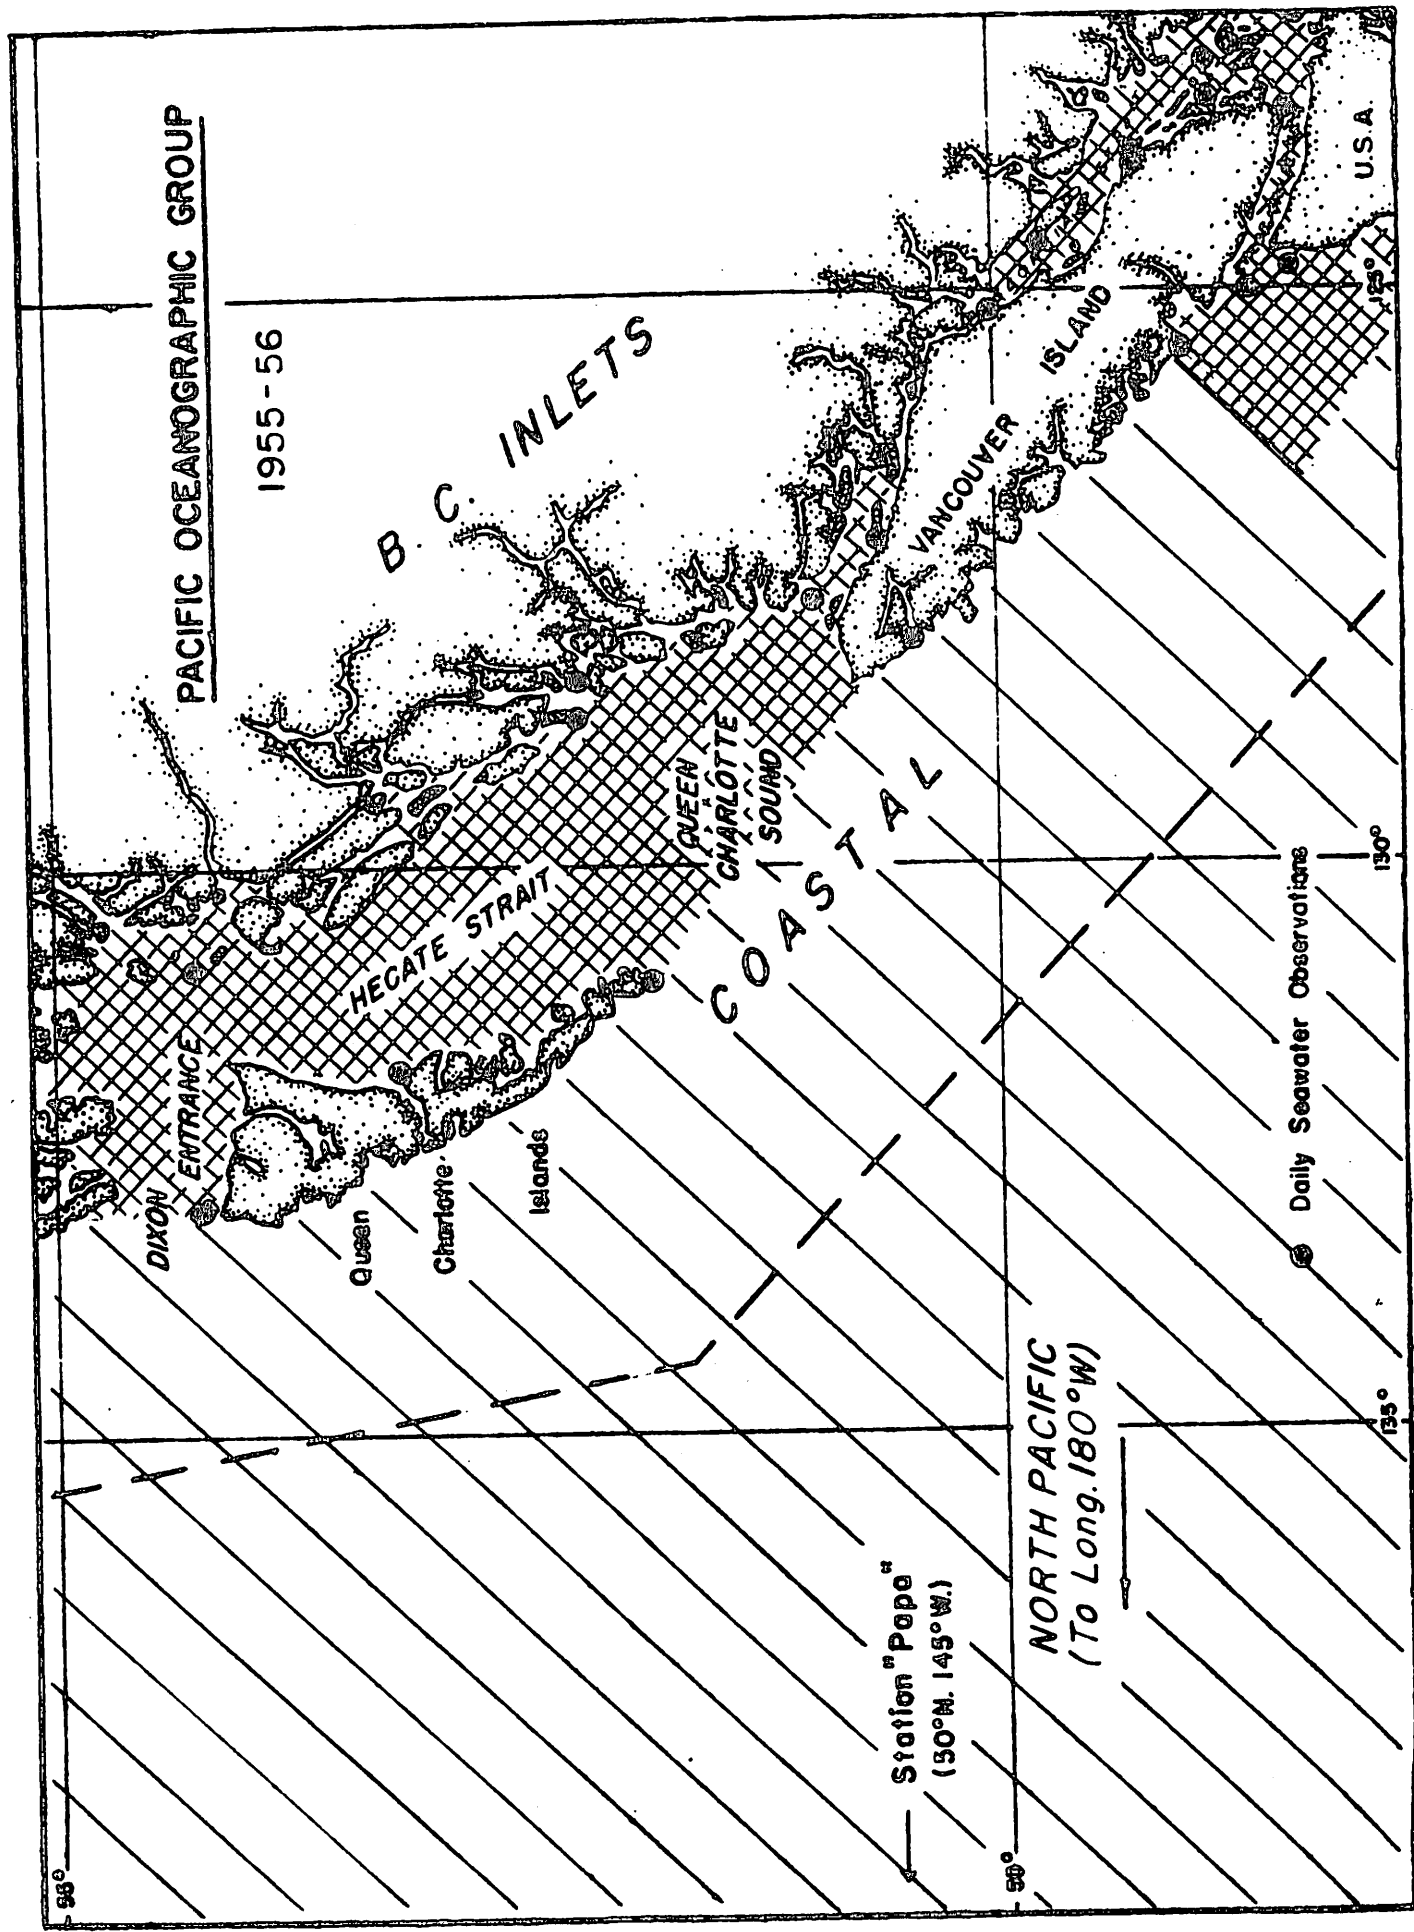 PACIFIC OCEANOGRAPHIC GROUP
1955-56
B. C. INLETS
DIXON
ENTRANCE
HECATE STRAIT
QUEEN
CHARLOTTE
SOUND
Queen
Charlotte
Islands
VANCOUVER
ISLAND
U.S.A.
COASTAL
Station "Papa"
(50°N. 145°W.)
NORTH PACIFIC
(To Long. 180°W)
Daily Seawater Observations
55°
50°
135°
130°
125°